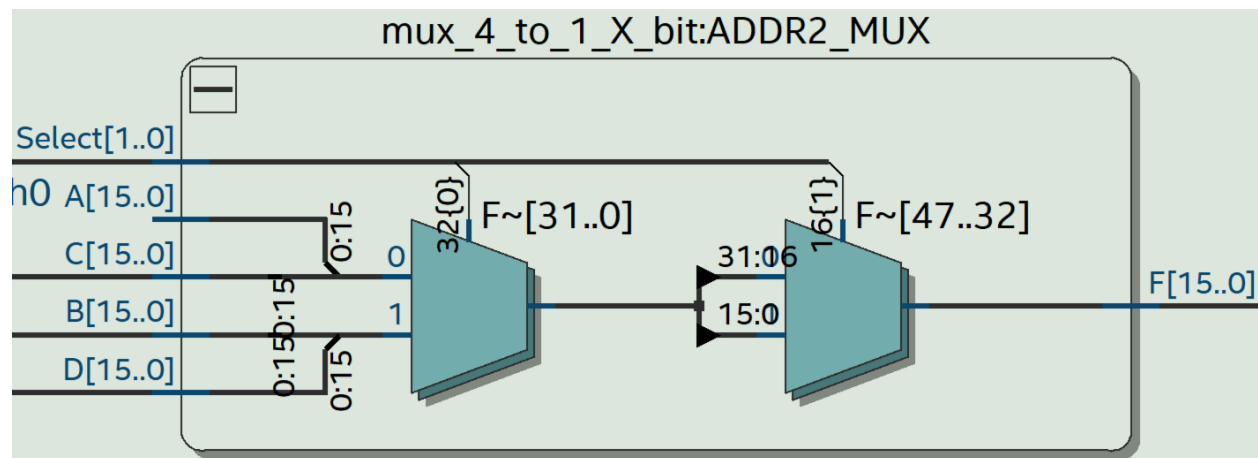 mux_4_to_1_X_bit:ADDR2_MUX
Select[1..0]
h0 A[15..0]
0:15
C[15..0]
0
0:15
B[15..0]
1
0:15
D[15..0]
0:15
32{0}
F~[31..0]
16{1}
F~[47..32]
31:16
0
15:0
1
F[15..0]